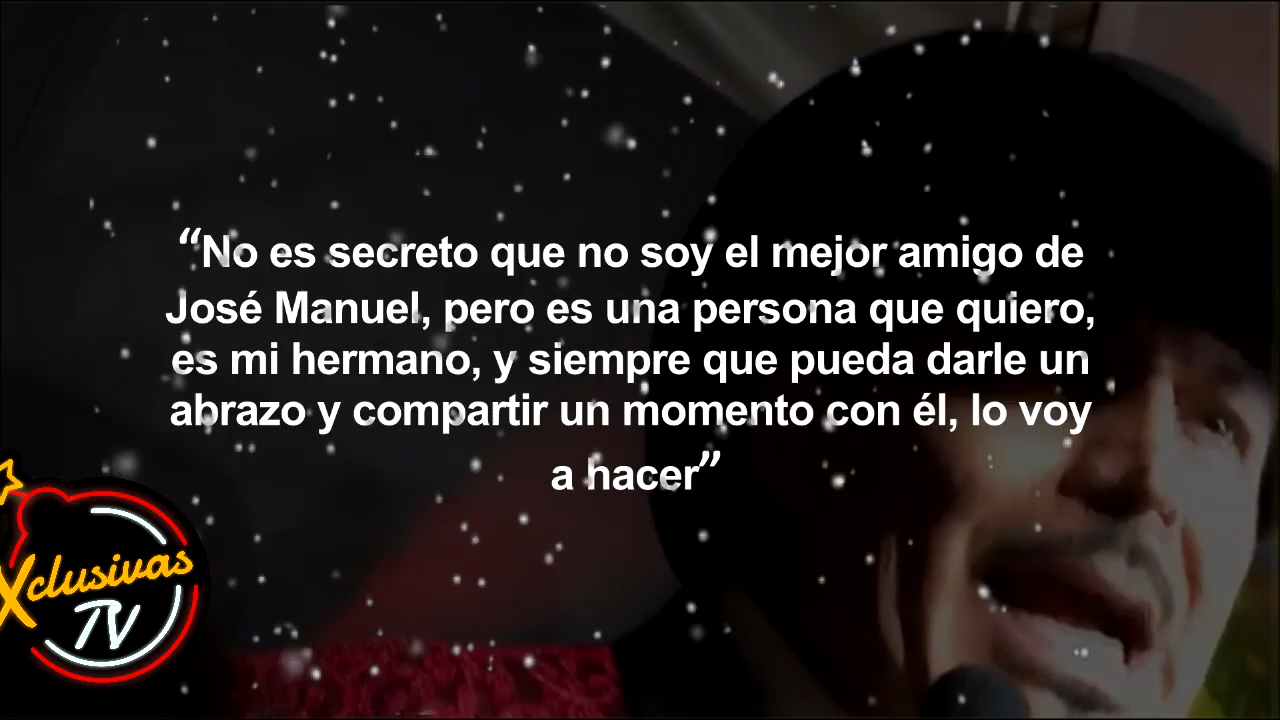 “No es secreto que no soy el mejor amigo de
José Manuel, pero es una persona que quiero,
es mi hermano, y siempre que pueda darle un
abrazo y compartir un momento con él, lo voy
a hacer”
Xclusivas
TV